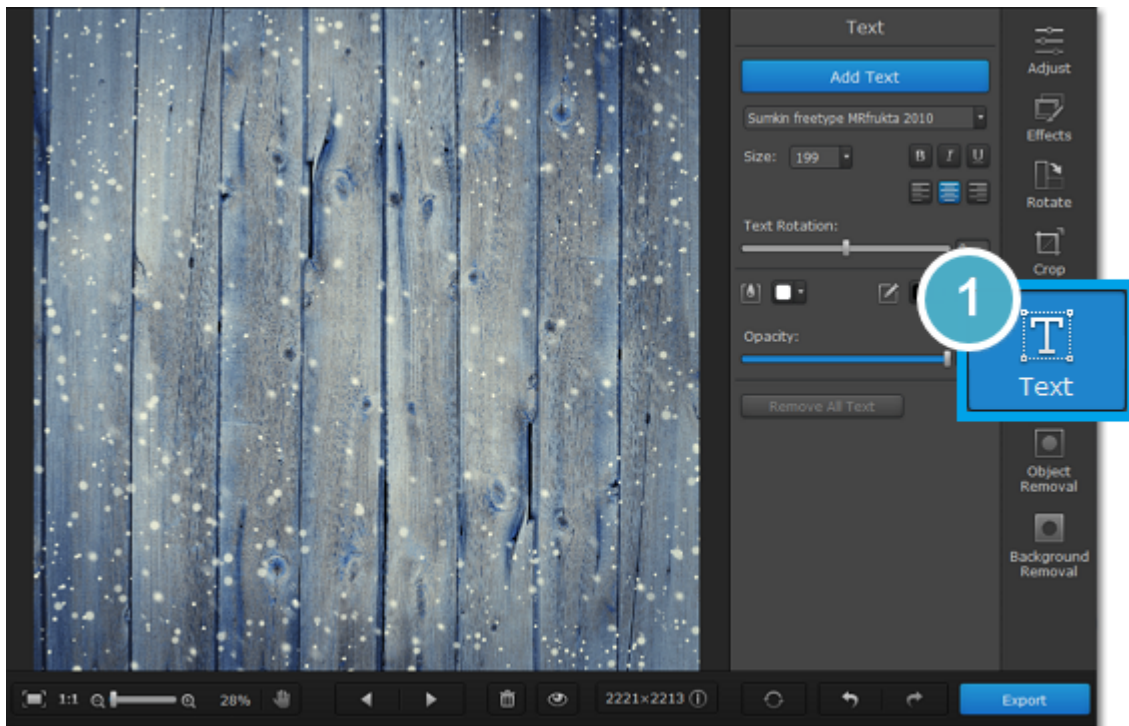 Text
Add Text
Sumkin freetype MRfrukta 2010
Size: 199 B I U
Text Rotation:
Opacity:
Remove All Text
Adjust
Effects
Rotate
Crop
1
Text
Object
Removal
Background
Removal
1:1 28% 2221×2213 Export